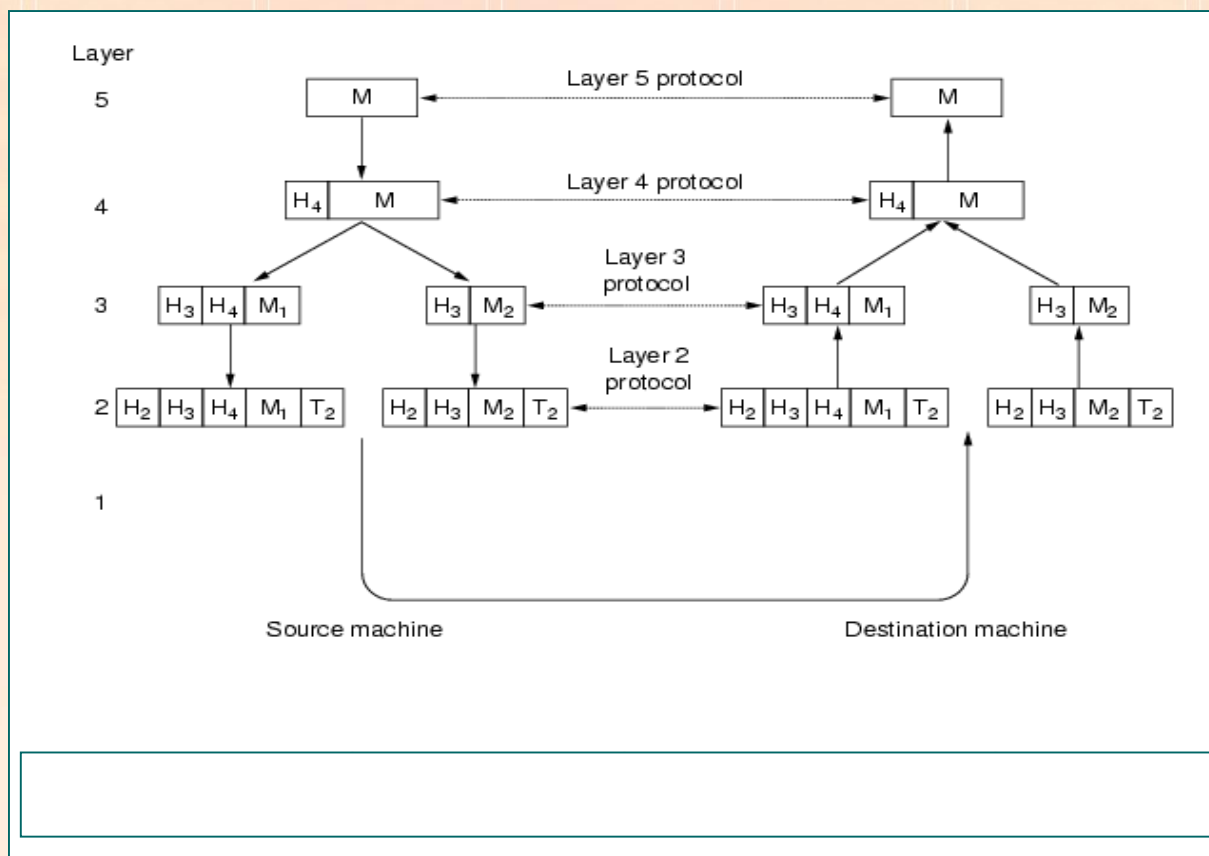 Layer
5 M Layer 5 protocol M
4 H4 M Layer 4 protocol H4 M
Layer 3
protocol
3 H3 H4 M1 H3 M2 H3 H4 M1 H3 M2
Layer 2
protocol
2 H2 H3 H4 M1 T2 H2 H3 M2 T2 H2 H3 H4 M1 T2 H2 H3 M2 T2
1
Source machine Destination machine